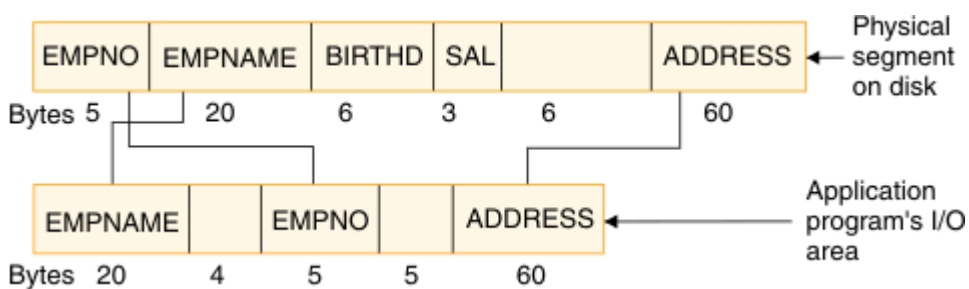 EMPNO EMPNAME BIRTHD SAL ADDRESS
Physical
segment
on disk
Bytes 5 20 6 3 6 60
EMPNAME EMPNO ADDRESS
Application
program's I/O
area
Bytes 20 4 5 5 60